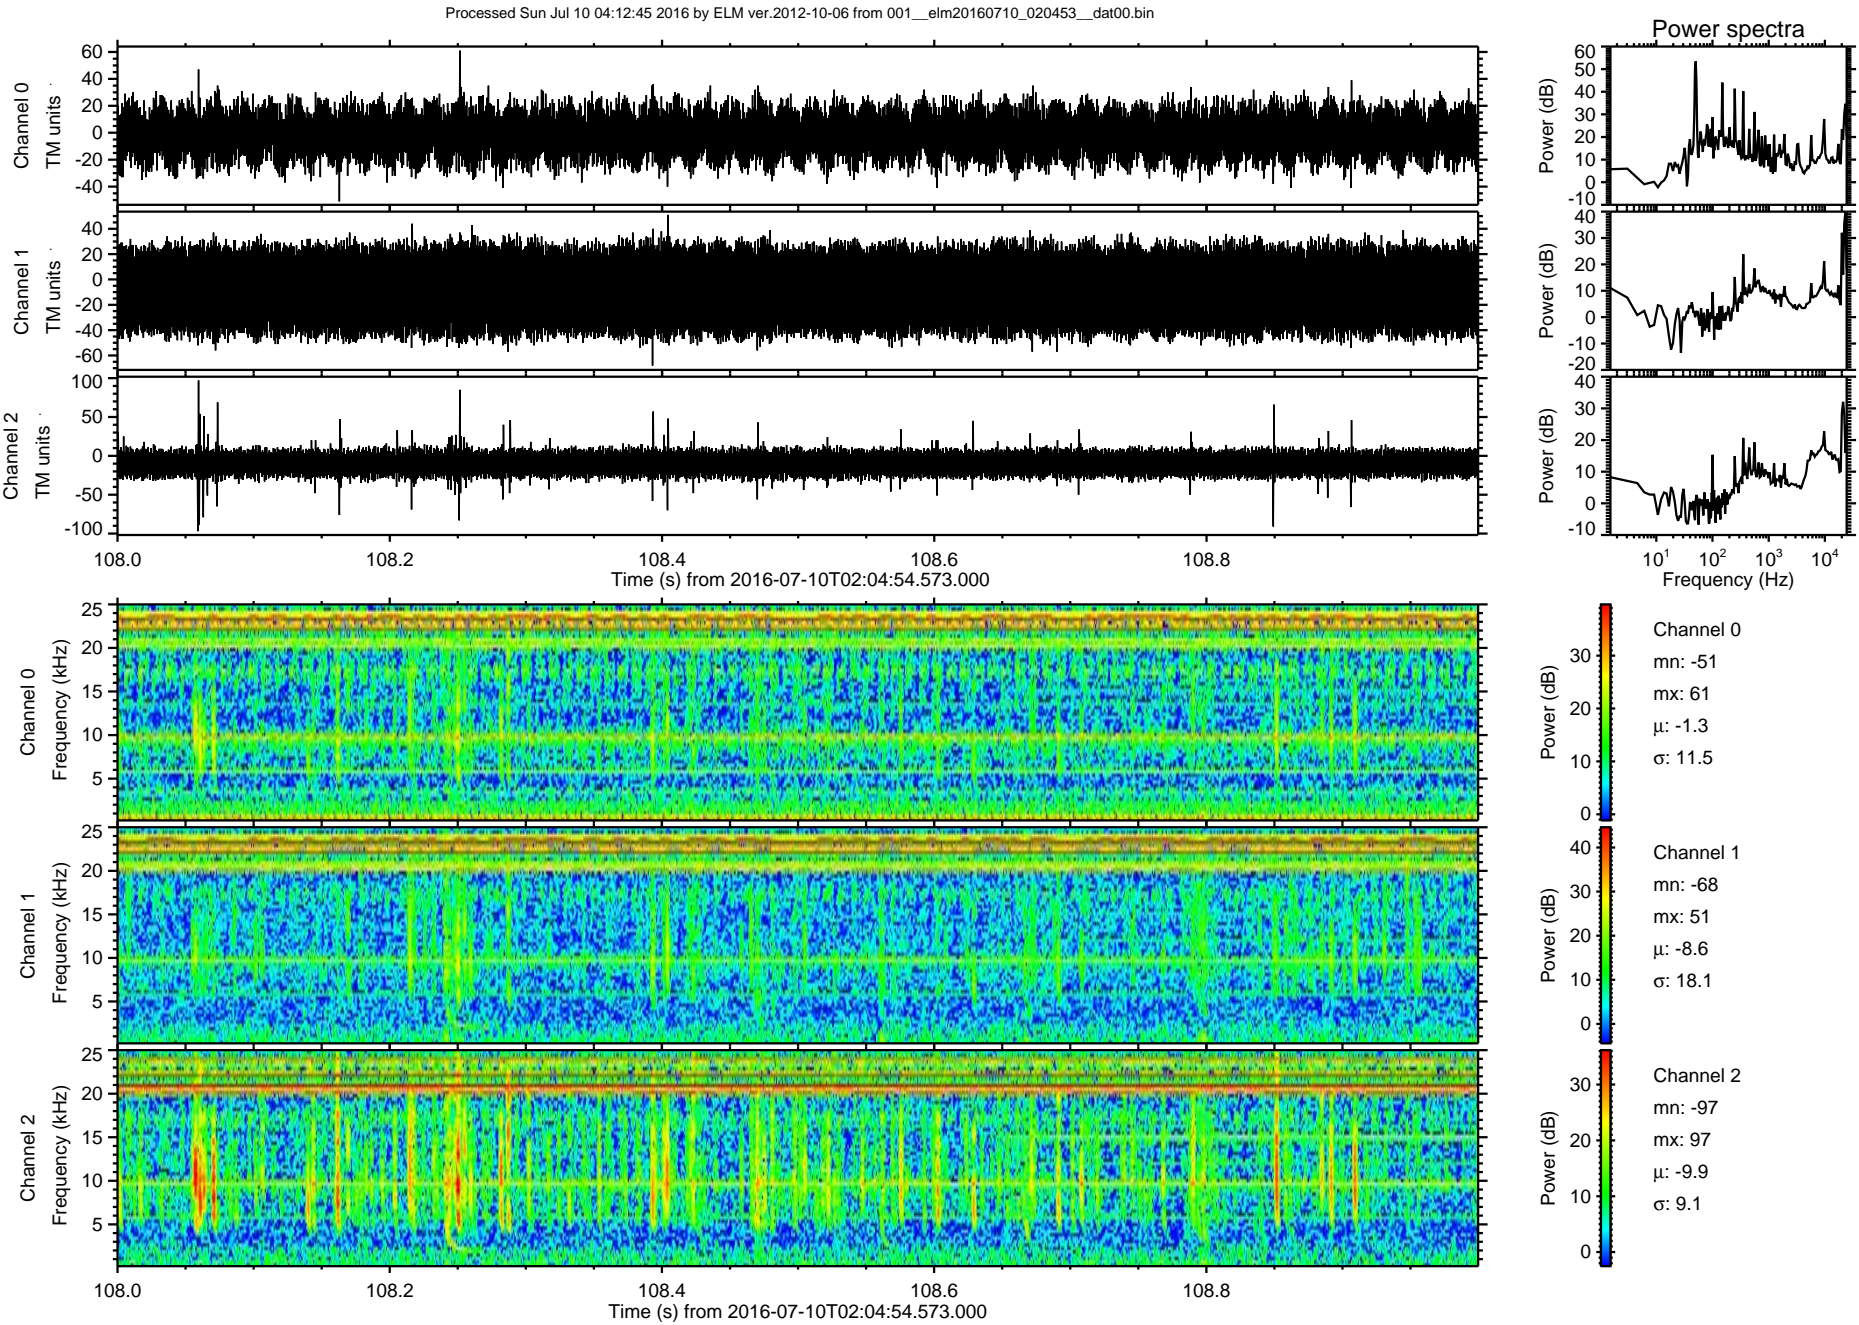 Processed Sun Jul 10 04:12:45 2016 by ELM ver.2012-10-06 from 001__elm20160710_020453__dat00.bin
Power spectra
Channel 0
TM units
60
40
20
0
-20
-40
Power (dB)
60
50
40
30
20
10
0
-10
Channel 1
TM units
40
20
0
-20
-40
-60
Power (dB)
40
30
20
10
0
-10
-20
Channel 2
TM units
100
50
0
-50
-100
Power (dB)
40
30
20
10
0
-10
108.0 108.2 108.4 108.6 108.8
Time (s) from 2016-07-10T02:04:54.573.000
10^1 10^2 10^3 10^4
Frequency (Hz)
Channel 0
Frequency (kHz)
25
20
15
10
5
Power (dB)
30
20
10
0
Channel 0
mn: -51
mx: 61
μ: -1.3
σ: 11.5
Channel 1
Frequency (kHz)
25
20
15
10
5
Power (dB)
40
30
20
10
0
Channel 1
mn: -68
mx: 51
μ: -8.6
σ: 18.1
Channel 2
Frequency (kHz)
25
20
15
10
5
Power (dB)
30
20
10
0
Channel 2
mn: -97
mx: 97
μ: -9.9
σ: 9.1
108.0 108.2 108.4 108.6 108.8
Time (s) from 2016-07-10T02:04:54.573.000